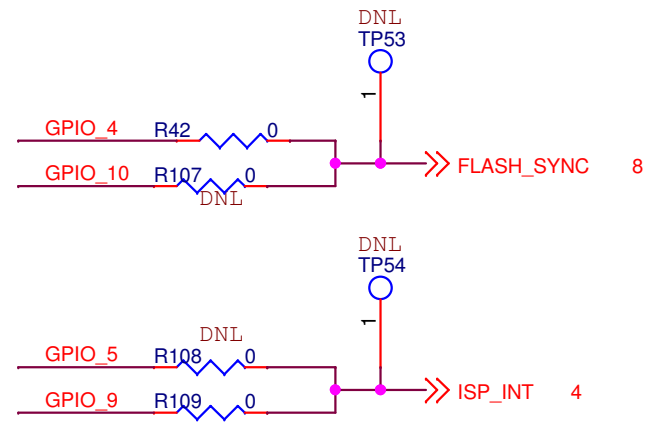 DNL
TP53
1
GPIO_4 R42 0
GPIO_10 R107 0
DNL
FLASH_SYNC 8
DNL
TP54
1
DNL
GPIO_5 R108 0
GPIO_9 R109 0
ISP_INT 4